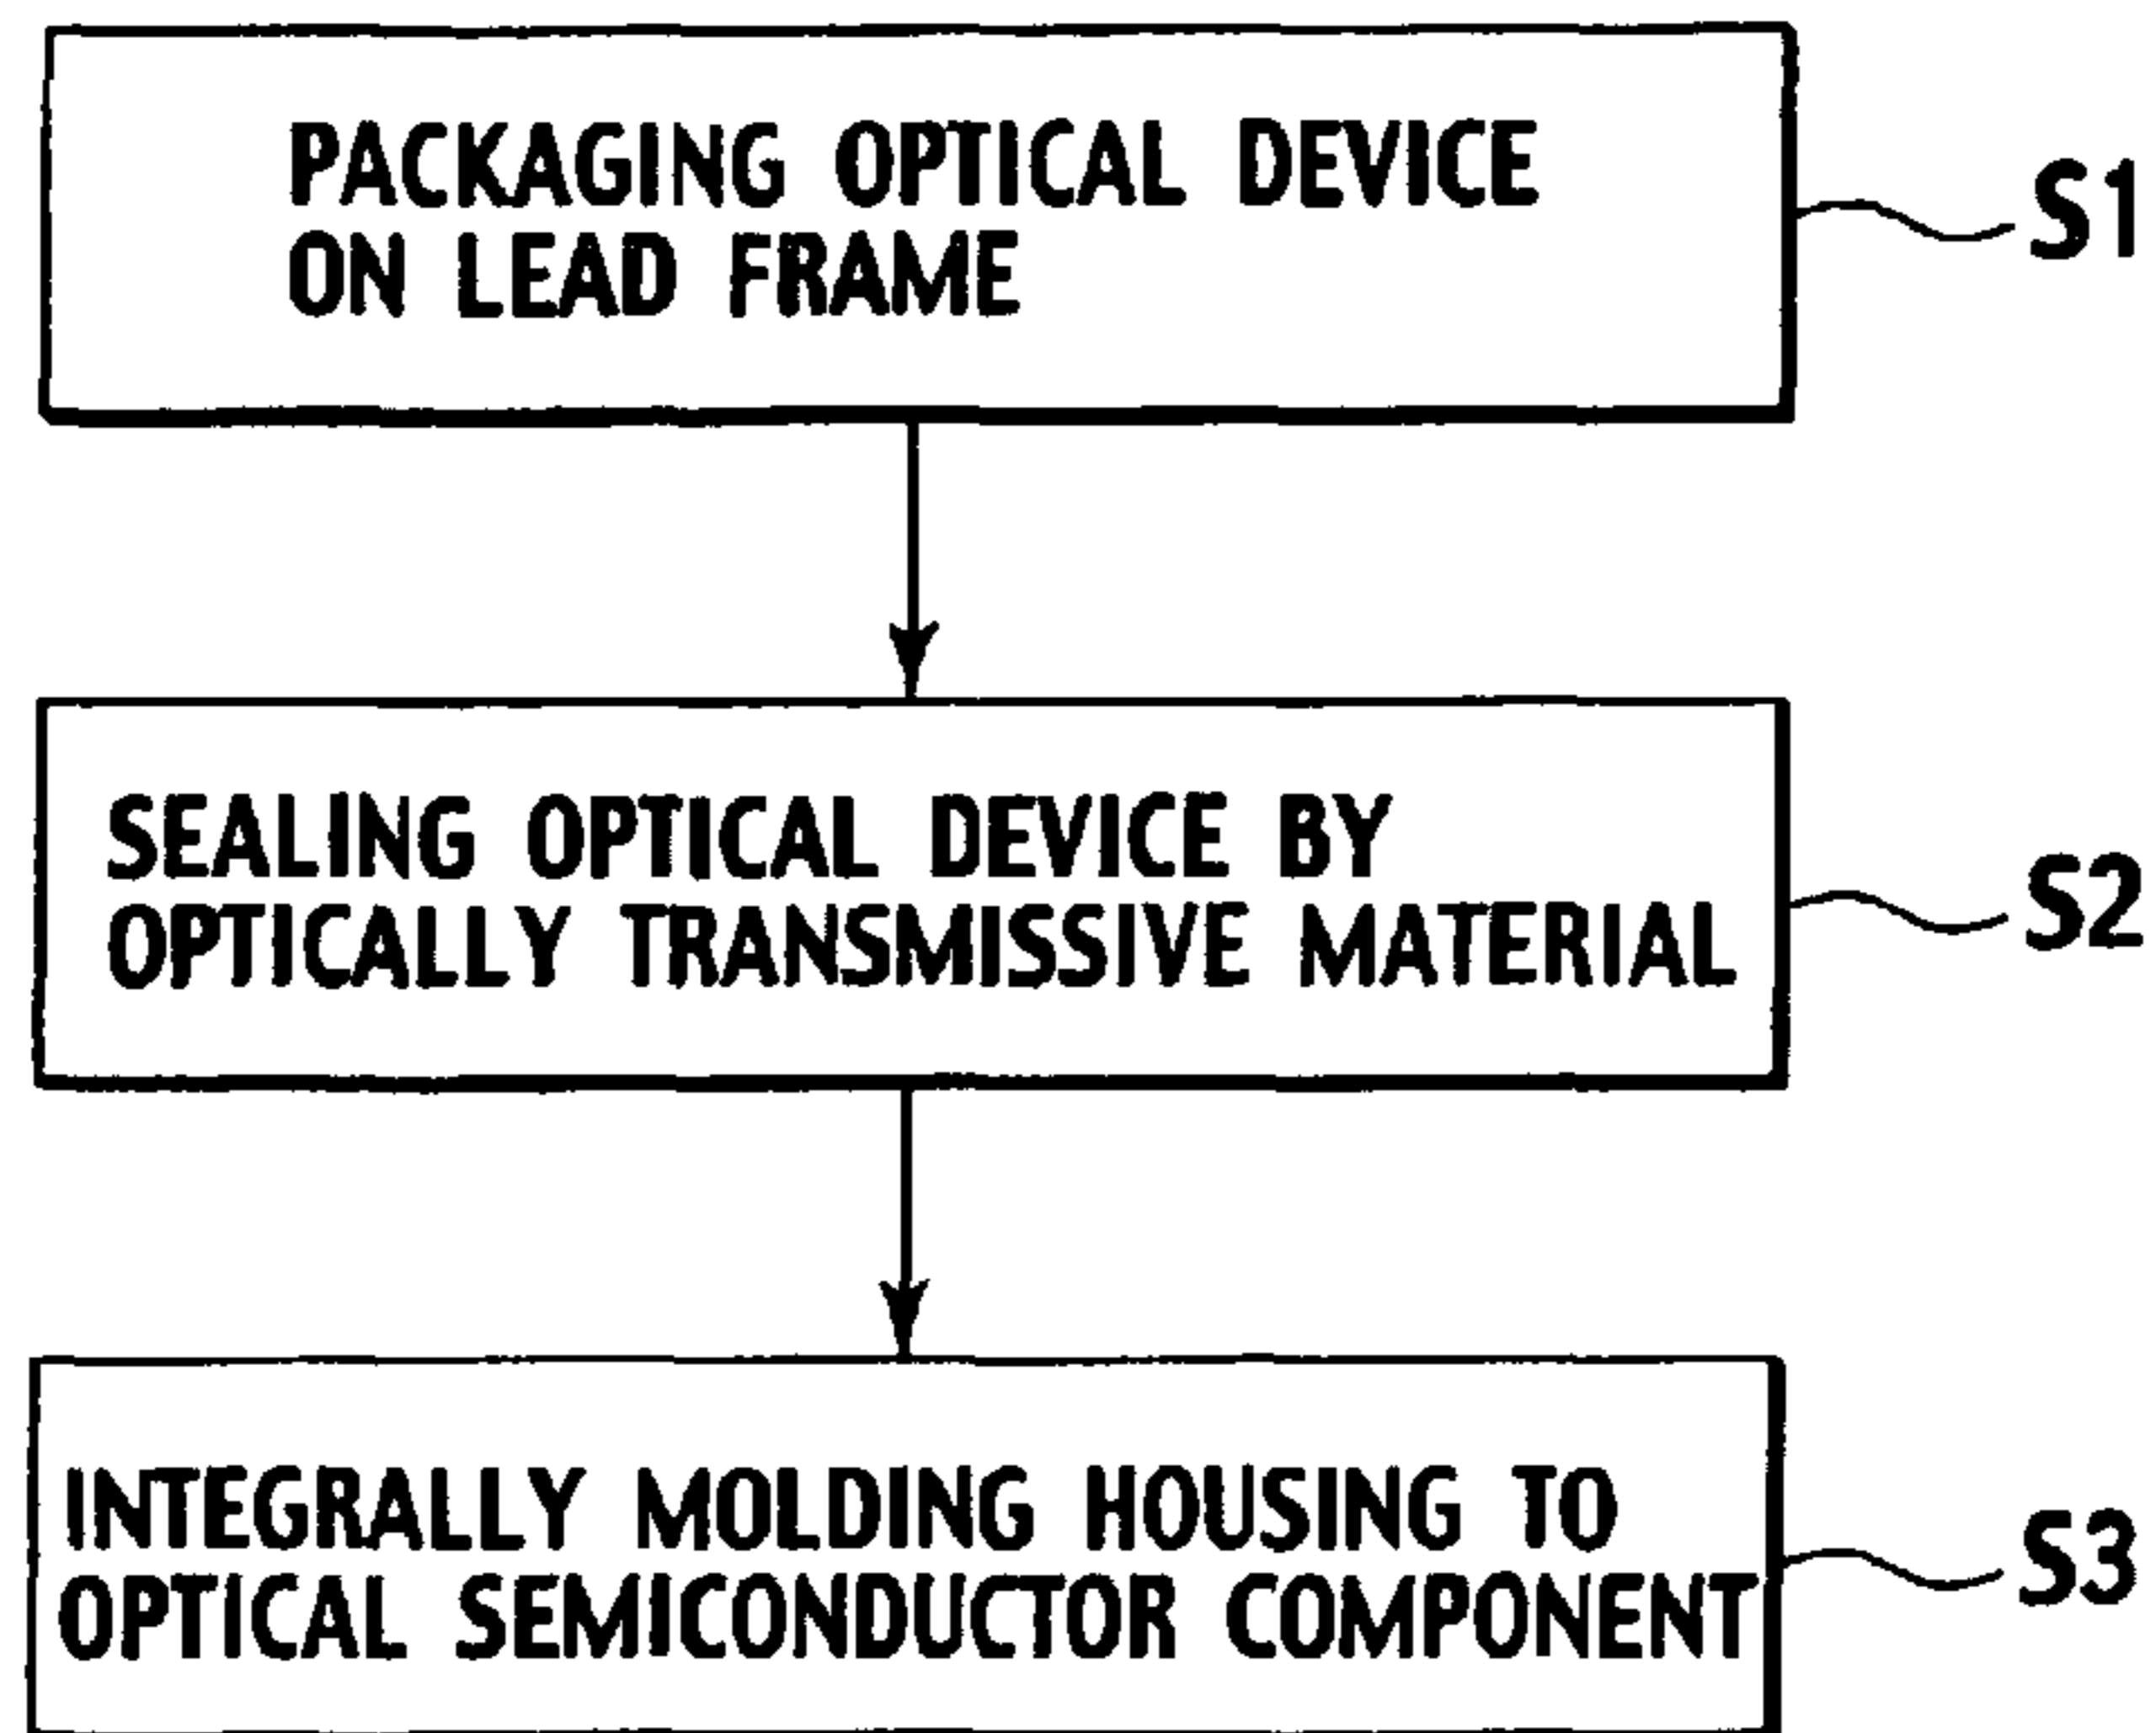 PACKAGING OPTICAL DEVICE
ON LEAD FRAME
S1
SEALING OPTICAL DEVICE BY
OPTICALLY TRANSMISSIVE MATERIAL
S2
INTEGRALLY MOLDING HOUSING TO
OPTICAL SEMICONDUCTOR COMPONENT
S3